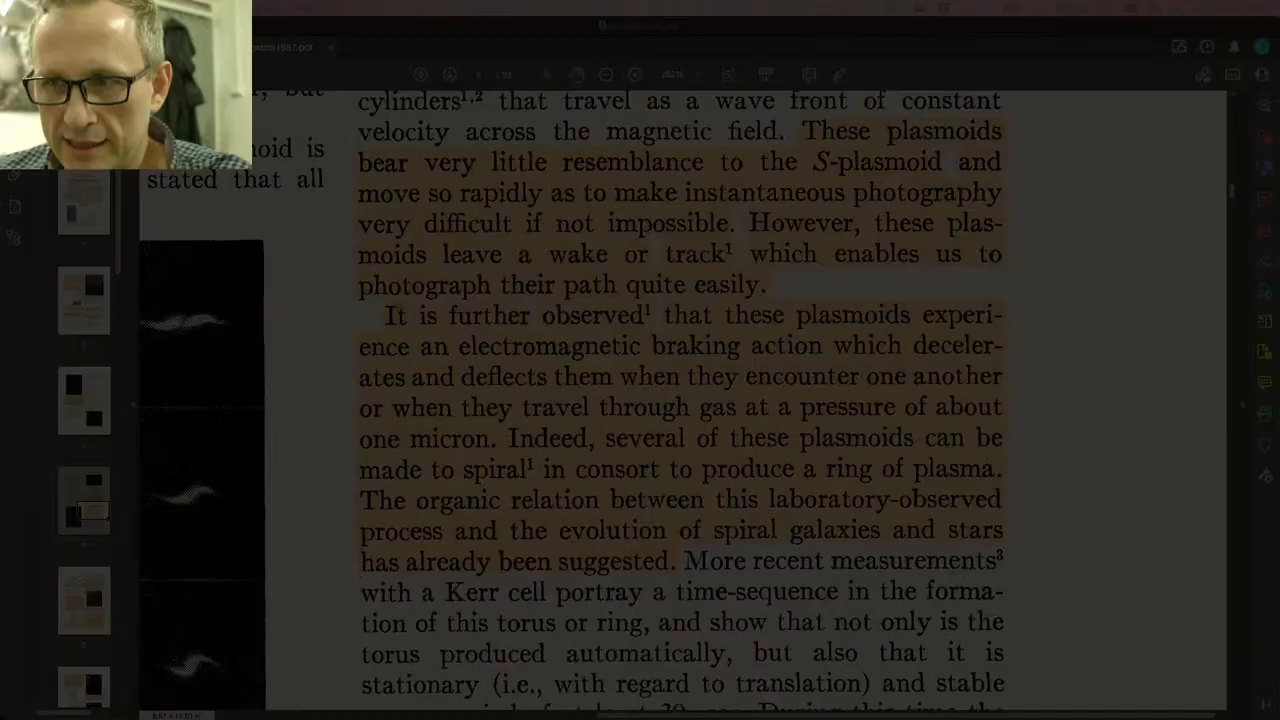 1957.pdf
, but
oid is
stated that all
cylinders¹,² that travel as a wave front of constant
velocity across the magnetic field. These plasmoids
bear very little resemblance to the S-plasmoid and
move so rapidly as to make instantaneous photography
very difficult if not impossible. However, these plas-
moids leave a wake or track¹ which enables us to
photograph their path quite easily.
It is further observed¹ that these plasmoids experi-
ence an electromagnetic braking action which deceler-
ates and deflects them when they encounter one another
or when they travel through gas at a pressure of about
one micron. Indeed, several of these plasmoids can be
made to spiral¹ in consort to produce a ring of plasma.
The organic relation between this laboratory-observed
process and the evolution of spiral galaxies and stars
has already been suggested. More recent measurements³
with a Kerr cell portray a time-sequence in the forma-
tion of this torus or ring, and show that not only is the
torus produced automatically, but also that it is
stationary (i.e., with regard to translation) and stable